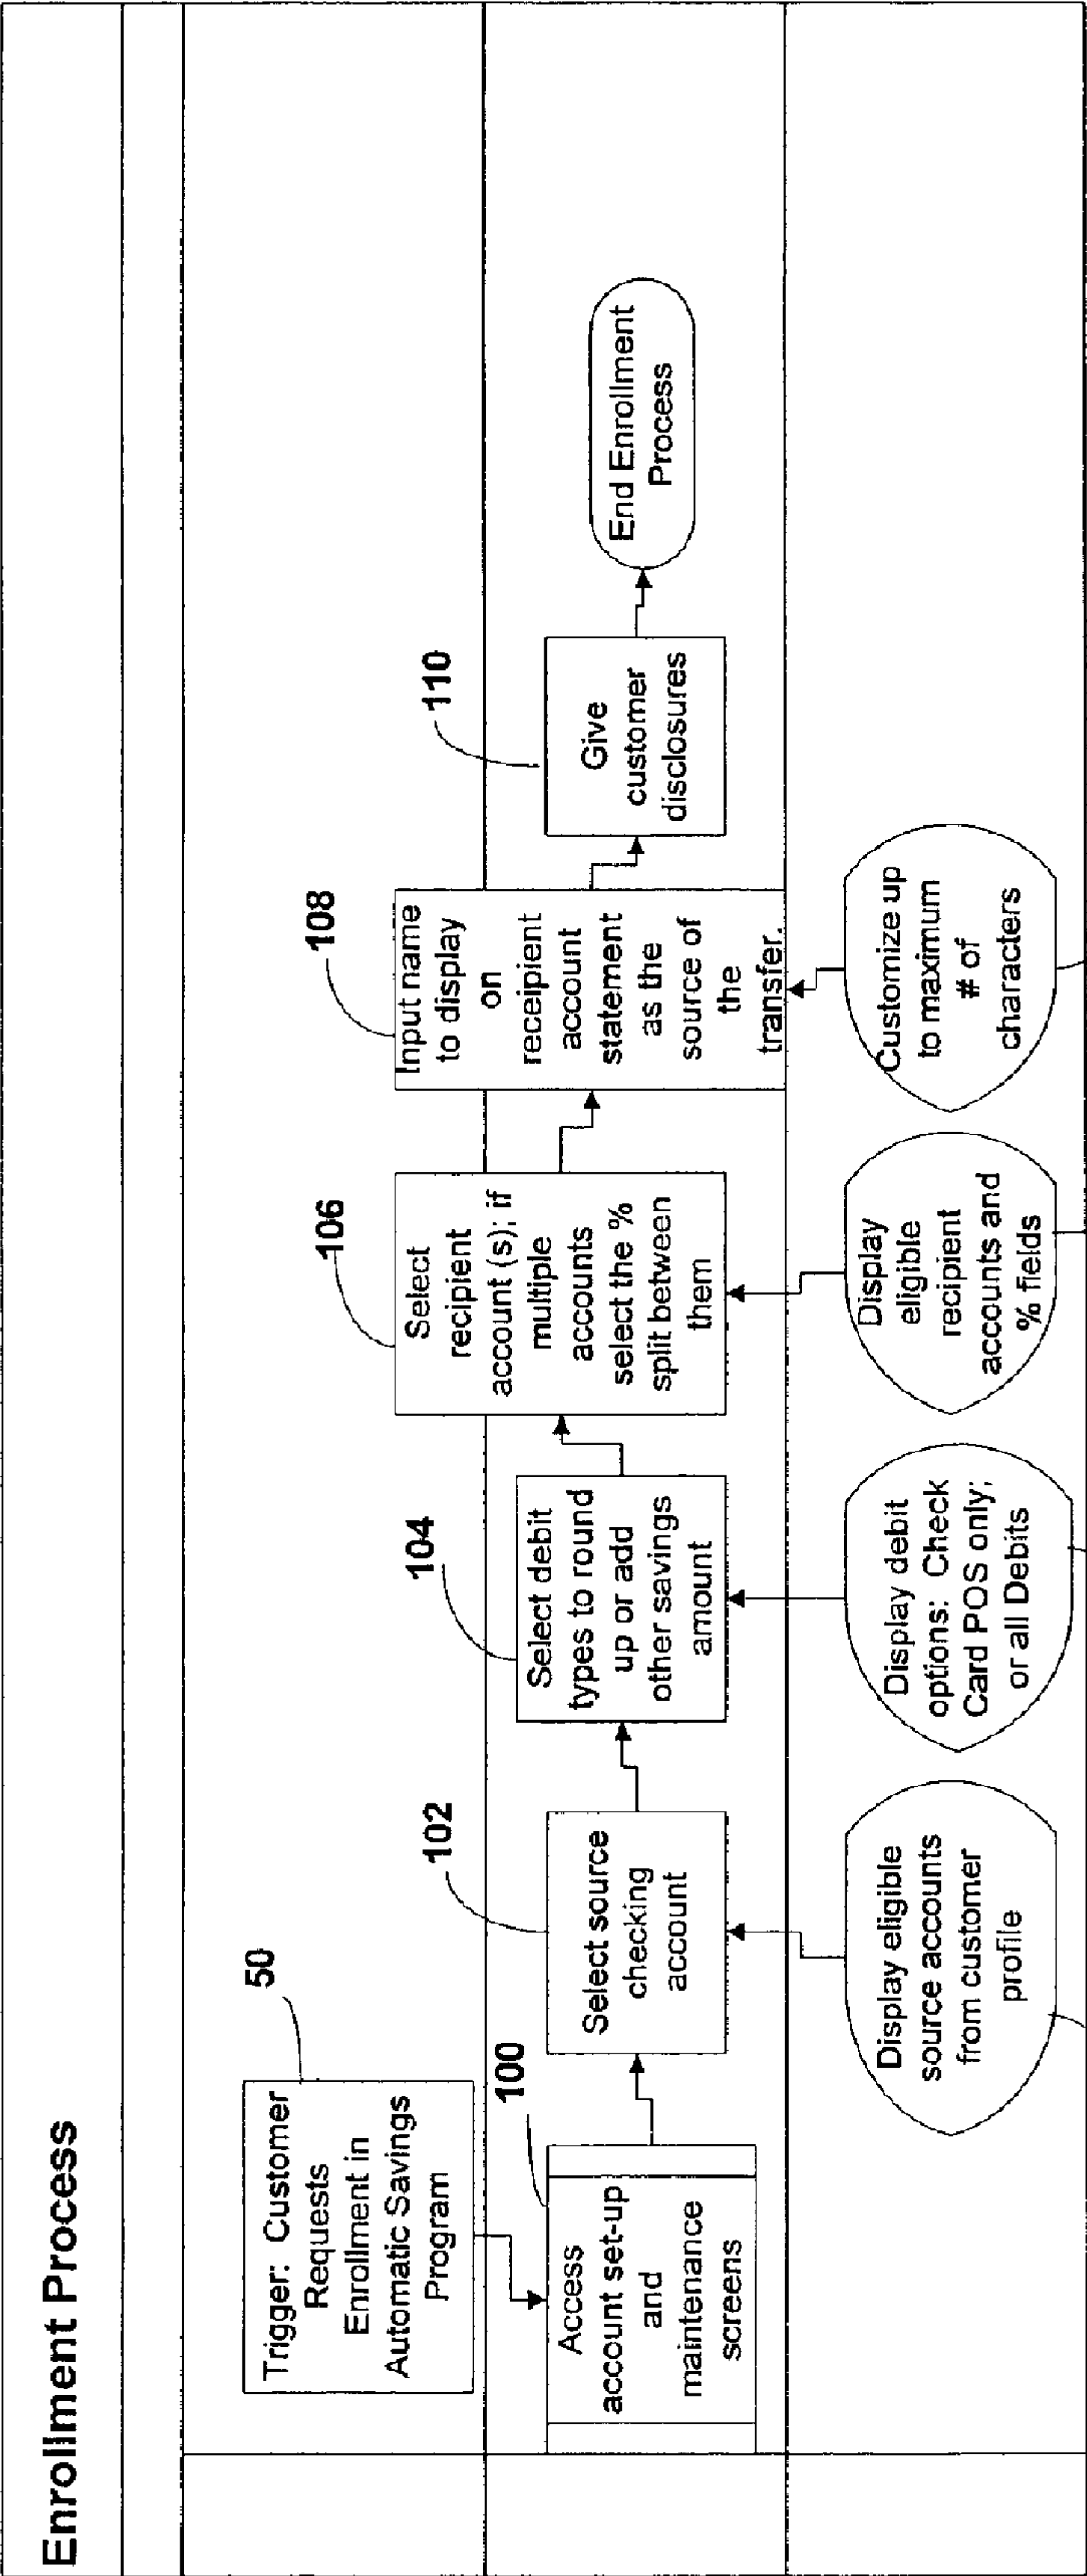 Enrollment Process
50
Trigger: Customer
Requests
Enrollment in
Automatic Savings
Program
100
Access
account set-up
and
maintenance
screens
102
Select source
checking
account
104
Select debit
types to round
up or add
other savings
amount
106
Select
recipient
account (s); if
multiple
accounts
select the %
split between
them
108
Input name
to display
on
receipient
account
statement
as the
source of
the
transfer.
110
Give
customer
disclosures
End Enrollment
Process
Display eligible
source accounts
from customer
profile
Display debit
options: Check
Card POS only;
or all Debits
Display
eligible
recipient
accounts and
% fields
Customize up
to maximum
# of
characters